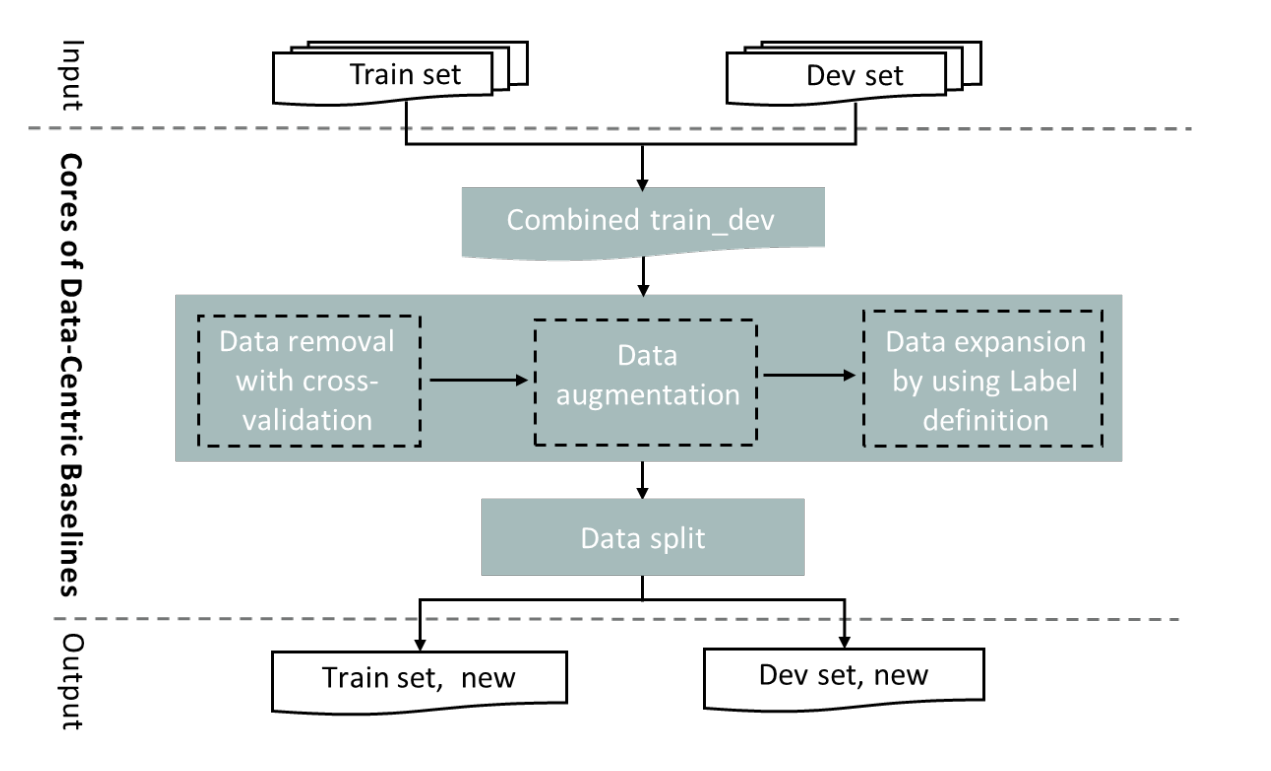 Input
Train set
Dev set
Cores of Data-Centric Baselines
Combined train_dev
Data removal
with cross-
validation
Data
augmentation
Data expansion
by using Label
definition
Data split
Output
Train set, new
Dev set, new